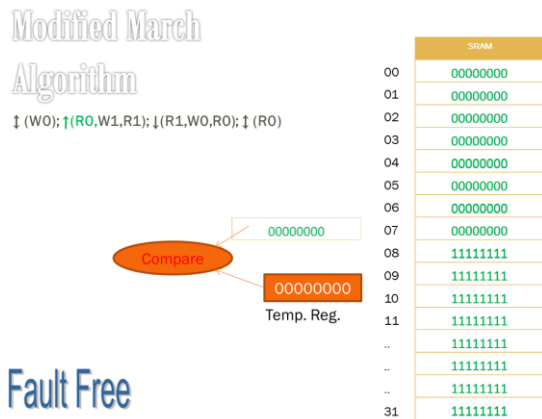 Modified March
Algorithm
↕ (W0); ↑(R0,W1,R1); ↓(R1,W0,R0); ↕ (R0)
SRAM
00 00000000
01 00000000
02 00000000
03 00000000
04 00000000
05 00000000
06 00000000
07 00000000
08 11111111
09 11111111
10 11111111
11 11111111
.. 11111111
.. 11111111
.. 11111111
31 11111111
00000000
Compare
00000000
Temp. Reg.
Fault Free